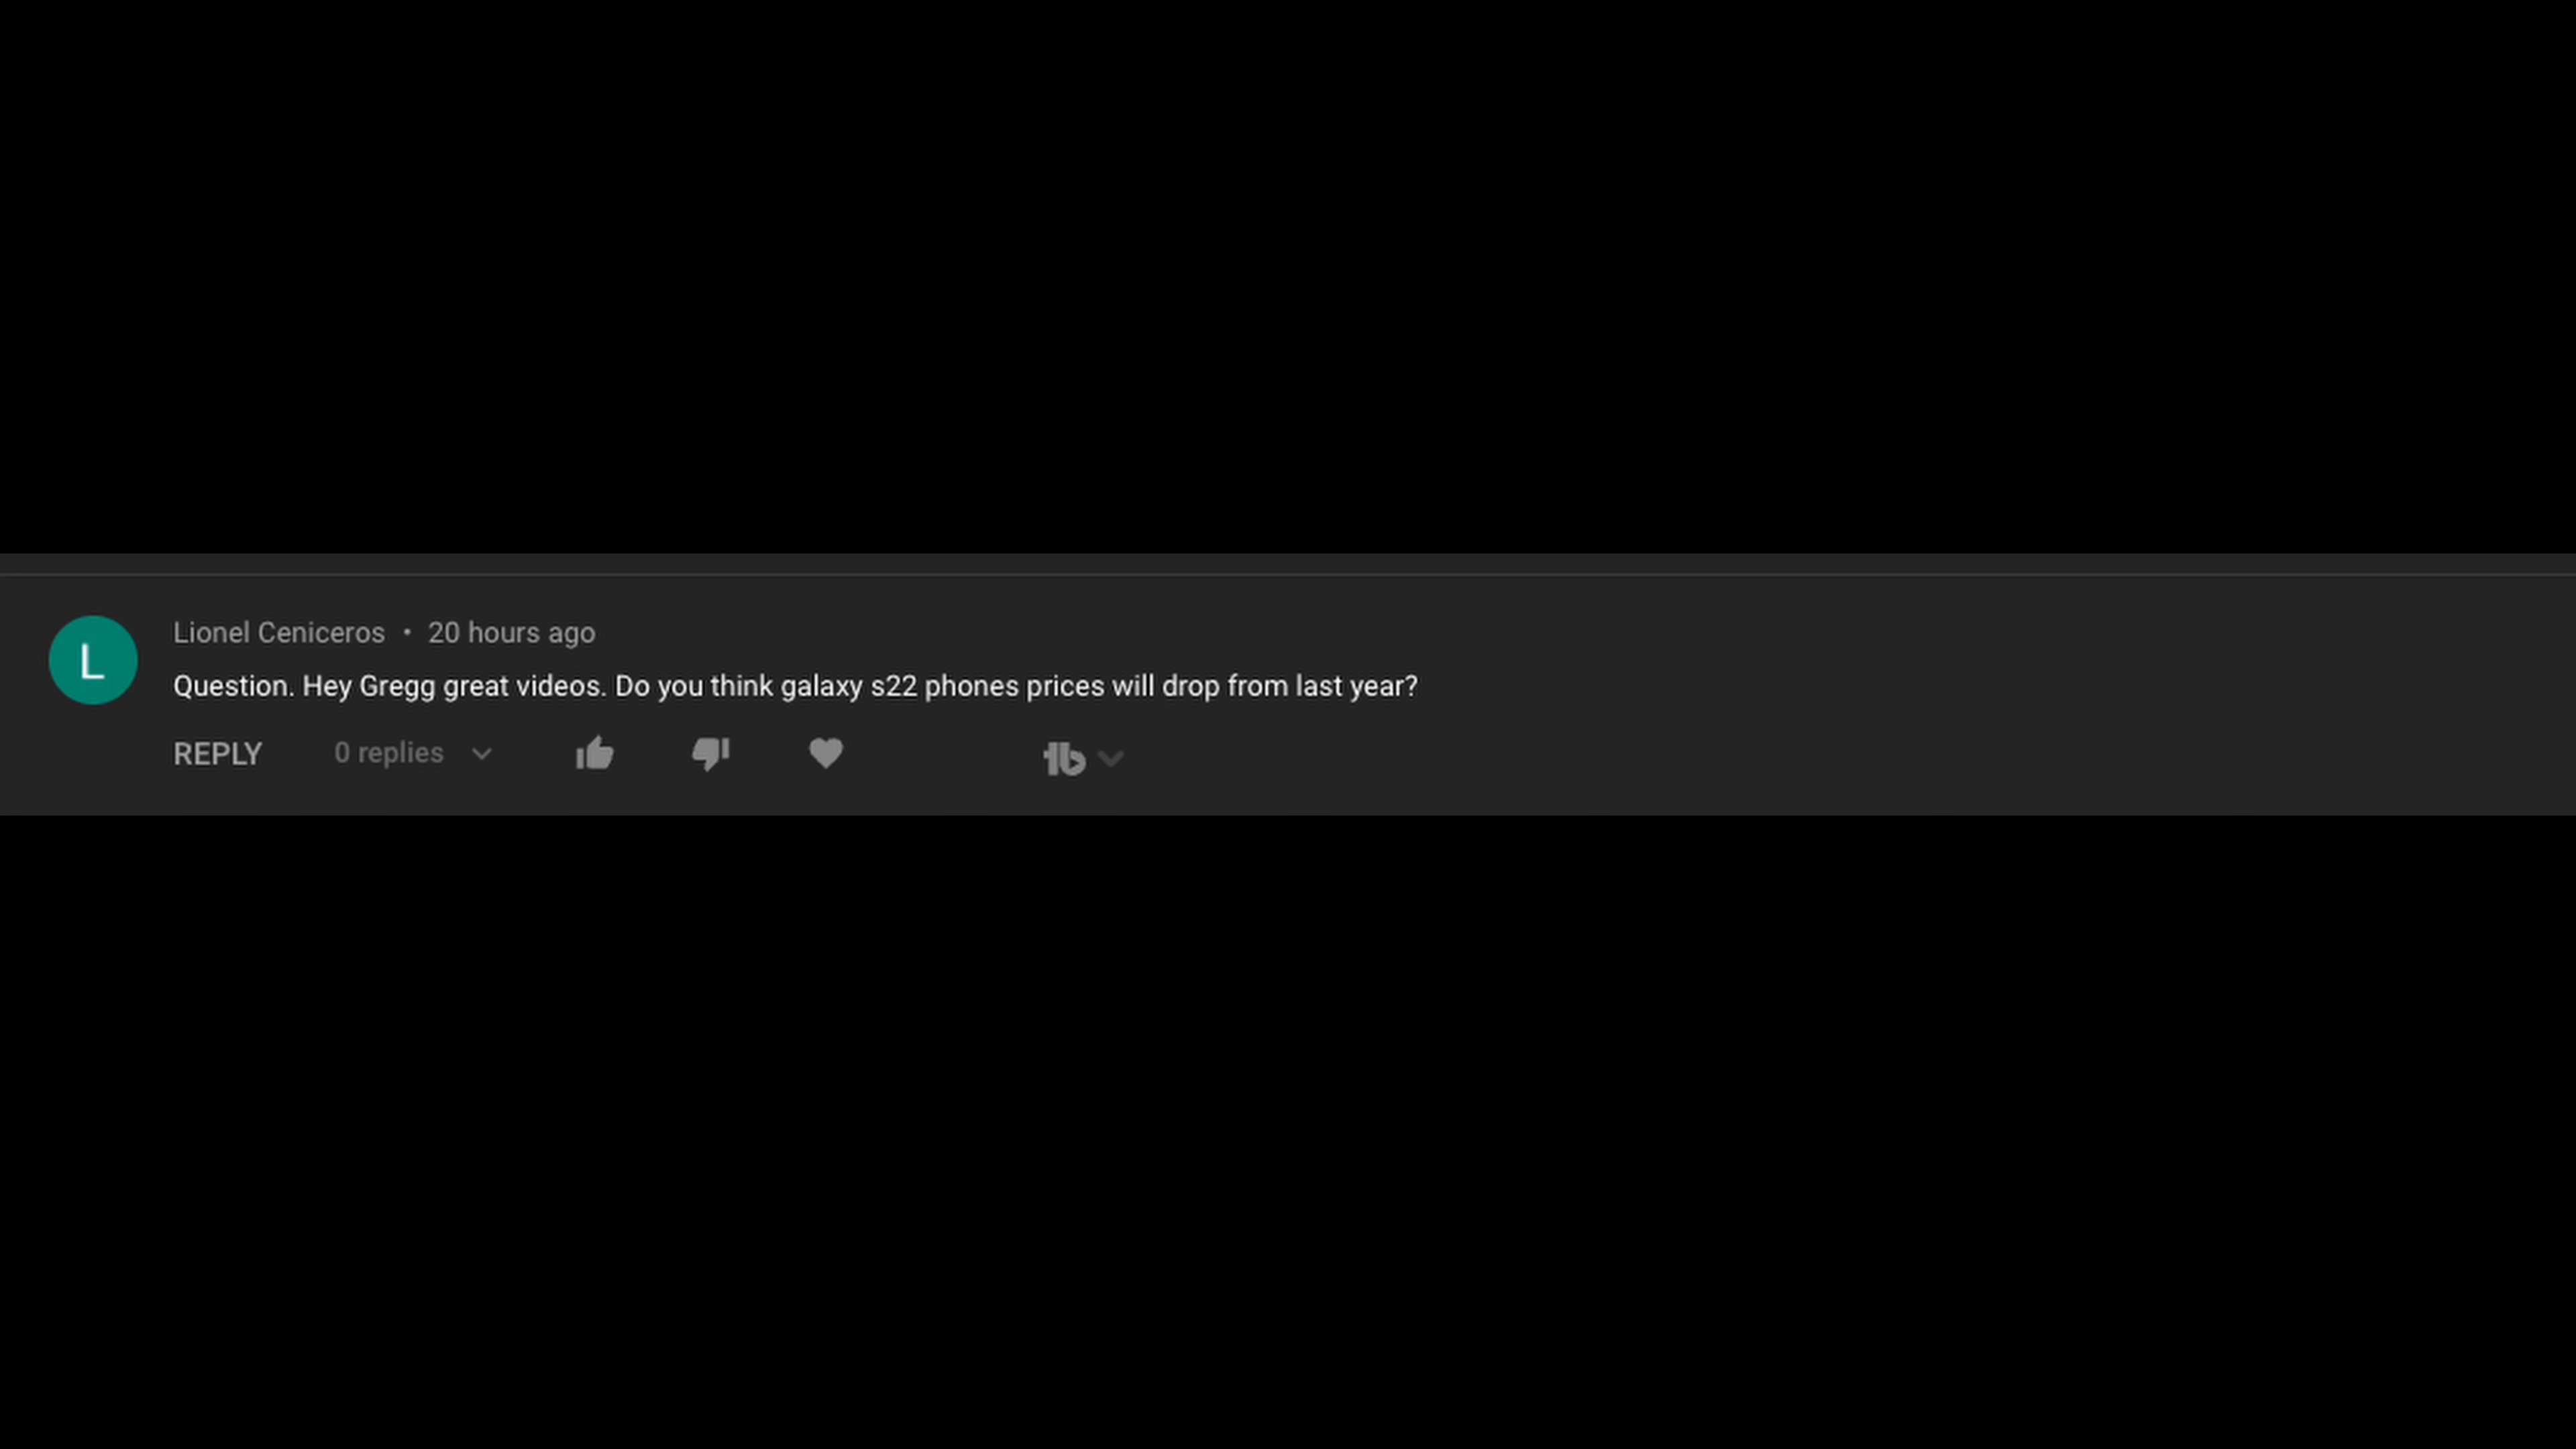 L
Lionel Ceniceros • 20 hours ago
Question. Hey Gregg great videos. Do you think galaxy s22 phones prices will drop from last year?
REPLY 0 replies
tb